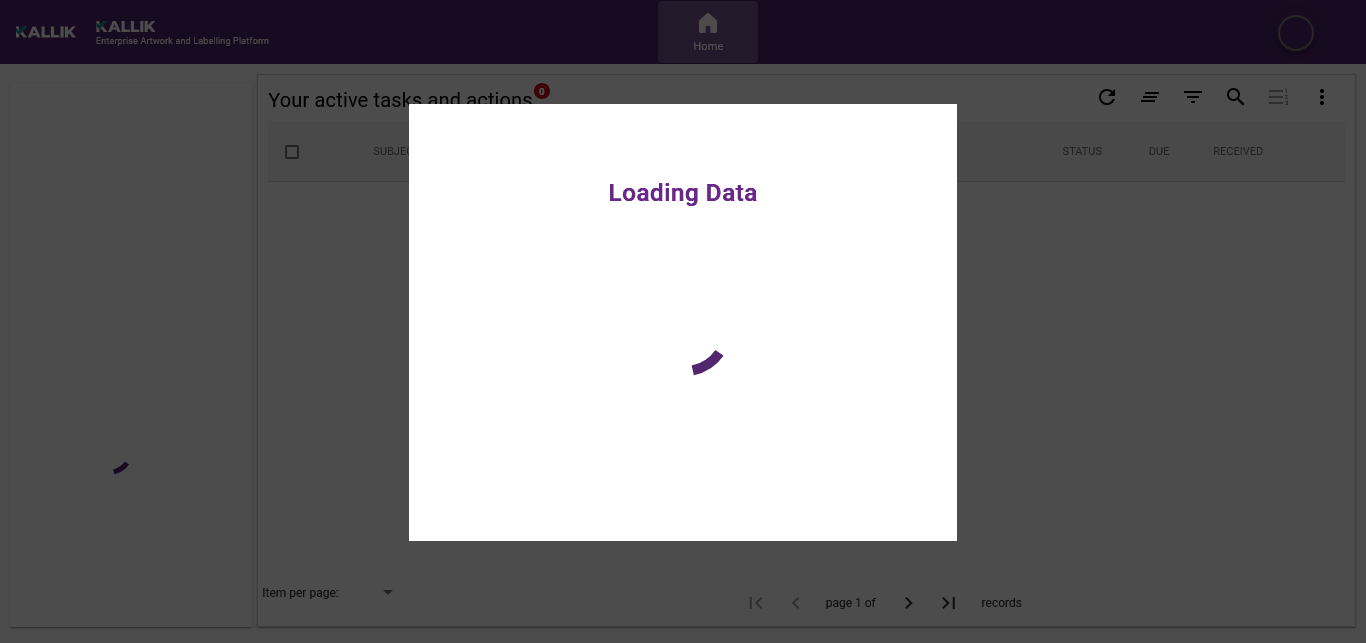 KALLIK
KALLIK
Enterprise Artwork and Labelling Platform
Home
Your active tasks and actions
0
STATUS
DUE
RECEIVED
Loading Data
Item per page:
page 1 of
records